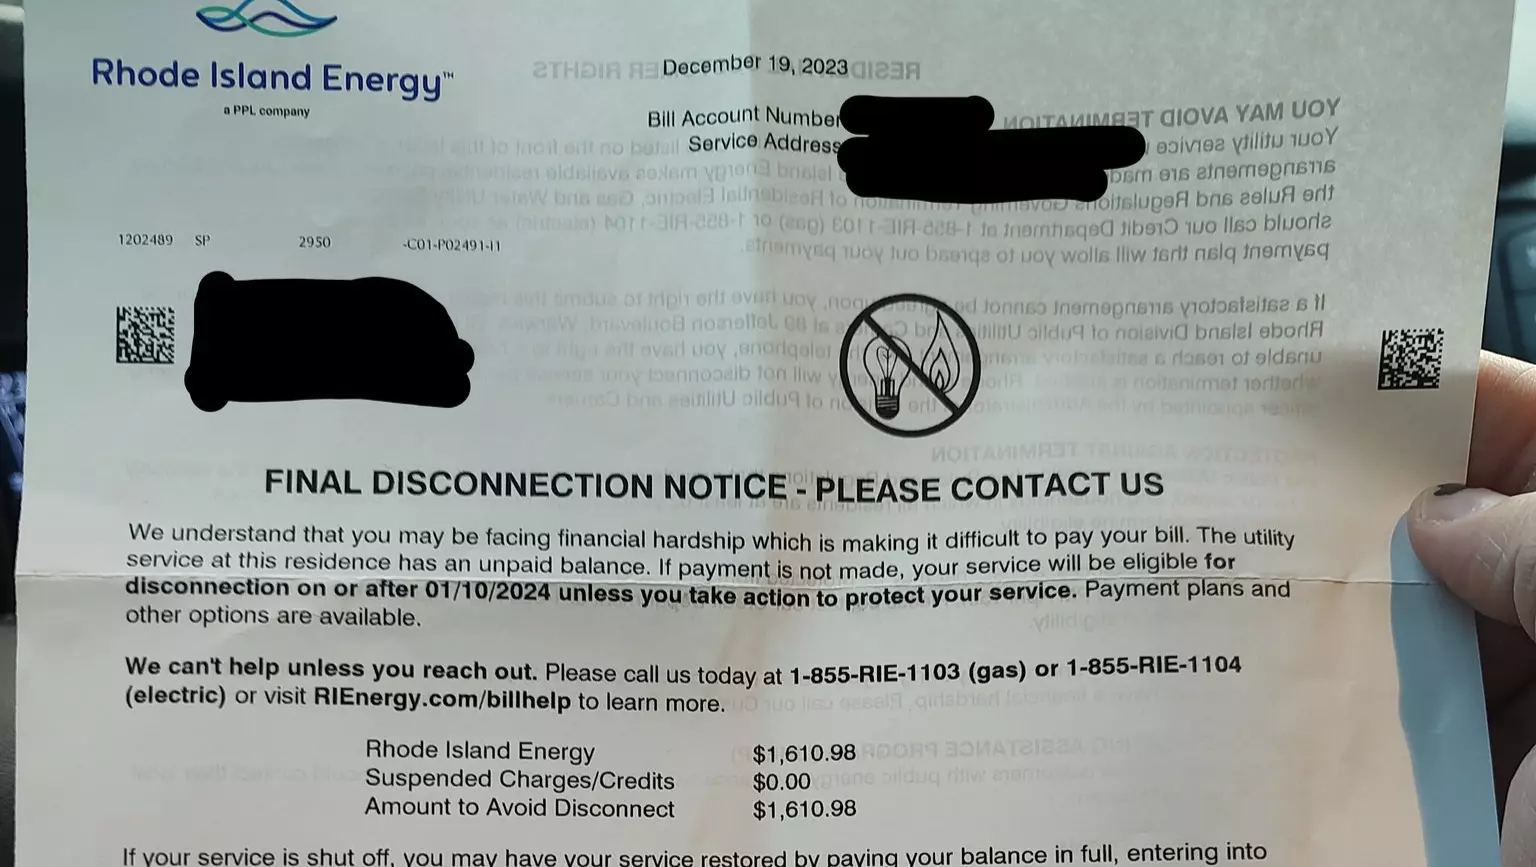 Rhode Island Energy™
a PPL company
December 19, 2023
Bill Account Number
Service Address
1202489 SP 2950 -C01-P02491-I1
FINAL DISCONNECTION NOTICE - PLEASE CONTACT US
We understand that you may be facing financial hardship which is making it difficult to pay your bill. The utility
service at this residence has an unpaid balance. If payment is not made, your service will be eligible for
disconnection on or after 01/10/2024 unless you take action to protect your service. Payment plans and
other options are available.
We can't help unless you reach out. Please call us today at 1-855-RIE-1103 (gas) or 1-855-RIE-1104
(electric) or visit RIEnergy.com/billhelp to learn more.
Rhode Island Energy $1,610.98
Suspended Charges/Credits $0.00
Amount to Avoid Disconnect $1,610.98
If your service is shut off, you may have your service restored by paying your balance in full, entering into